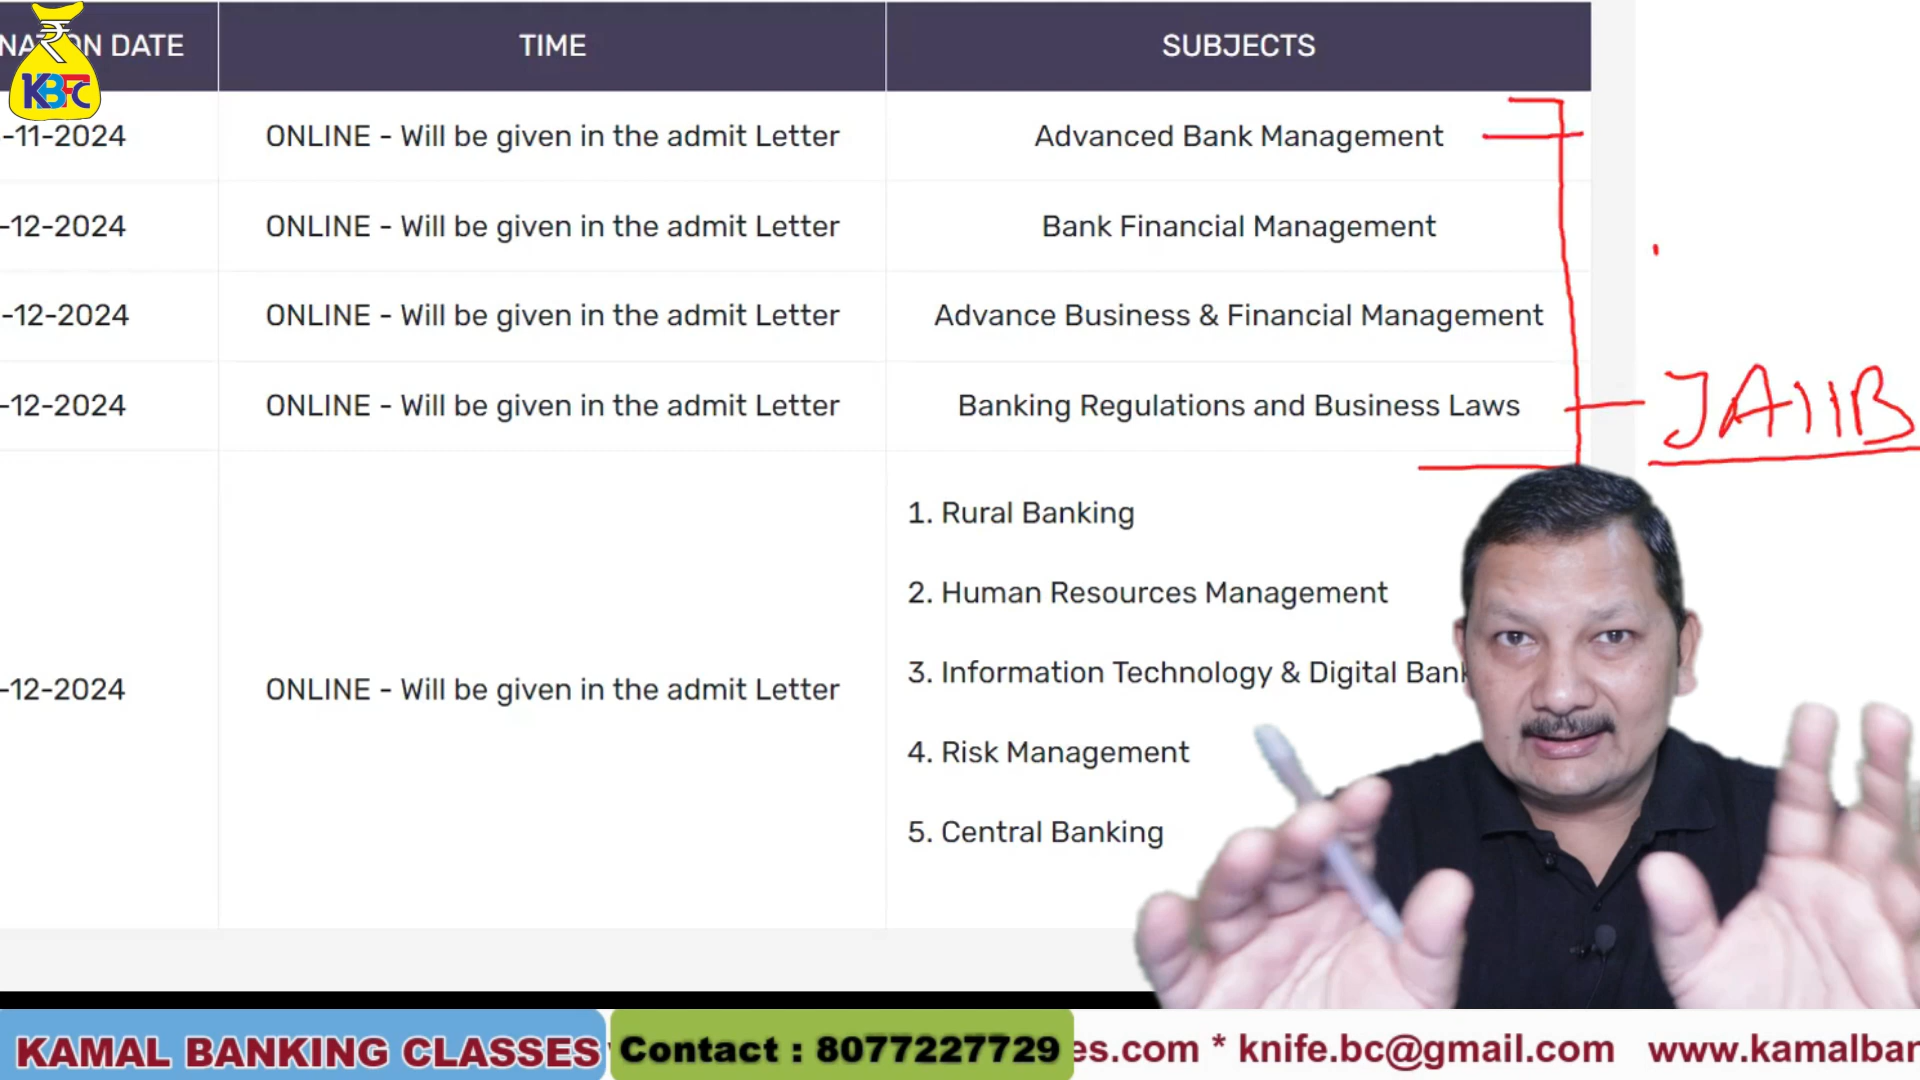 NATION DATE TIME SUBJECTS
₹
KBFC
-11-2024 ONLINE - Will be given in the admit Letter Advanced Bank Management
-12-2024 ONLINE - Will be given in the admit Letter Bank Financial Management
-12-2024 ONLINE - Will be given in the admit Letter Advance Business & Financial Management
-12-2024 ONLINE - Will be given in the admit Letter Banking Regulations and Business Laws
JAIIB
1. Rural Banking
2. Human Resources Management
3. Information Technology & Digital Bank
-12-2024 ONLINE - Will be given in the admit Letter
4. Risk Management
5. Central Banking
KAMAL BANKING CLASSES Contact : 8077227729 es.com * knife.bc@gmail.com www.kamalban